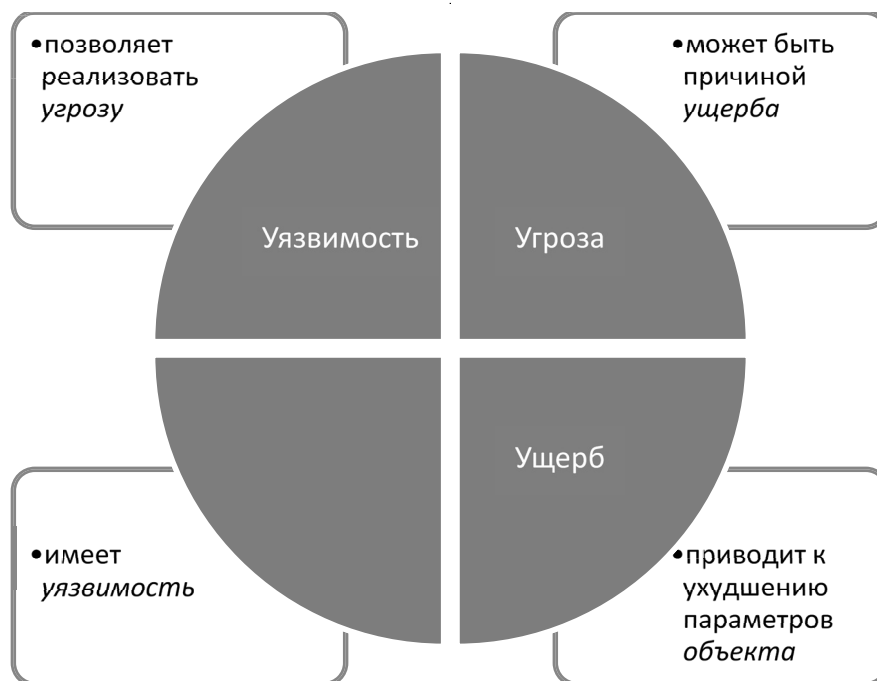 •позволяет
реализовать
угрозу
•может быть
причиной
ущерба
Уязвимость
Угроза
Ущерб
•имеет
уязвимость
•приводит к
ухудшению
параметров
объекта